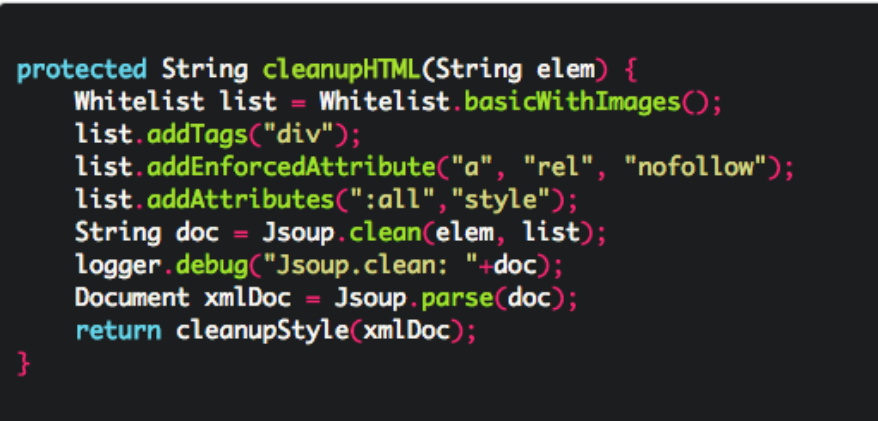 protected String cleanupHTML(String elem) {
    Whitelist list = Whitelist.basicWithImages();
    list.addTags("div");
    list.addEnforcedAttribute("a", "rel", "nofollow");
    list.addAttributes(":all","style");
    String doc = Jsoup.clean(elem, list);
    logger.debug("Jsoup.clean: "+doc);
    Document xmlDoc = Jsoup.parse(doc);
    return cleanupStyle(xmlDoc);
}